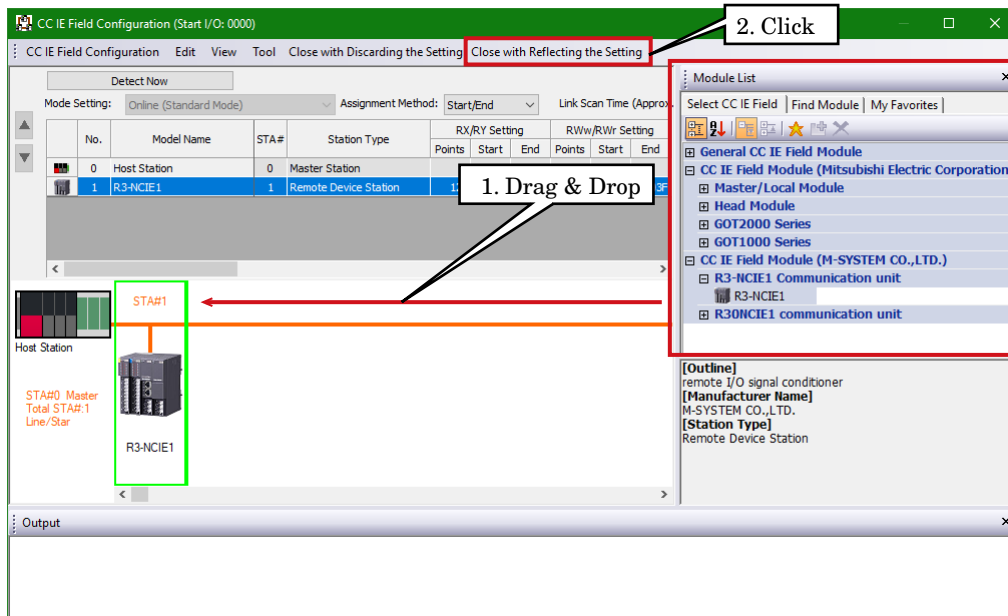 CC IE Field Configuration (Start I/O: 0000)
2. Click
CC IE Field Configuration Edit View Tool Close with Discarding the Setting Close with Reflecting the Setting
Detect Now
Mode Setting: Online (Standard Mode) Assignment Method: Start/End Link Scan Time (Approx.
No. Model Name STA# Station Type RX/RY Setting RWw/RWr Setting
Points Start End Points Start End
0 Host Station 0 Master Station
1 R3-NCIE1 1 Remote Device Station
1. Drag & Drop
STA#1
Host Station
STA#0 Master
Total STA#:1
Line/Star
R3-NCIE1
Module List
Select CC IE Field Find Module My Favorites
General CC IE Field Module
CC IE Field Module (Mitsubishi Electric Corporation
Master/Local Module
Head Module
GOT2000 Series
GOT1000 Series
CC IE Field Module (M-SYSTEM CO.,LTD.)
R3-NCIE1 Communication unit
R3-NCIE1
R30NCIE1 communication unit
[Outline]
remote I/O signal conditioner
[Manufacturer Name]
M-SYSTEM CO.,LTD.
[Station Type]
Remote Device Station
Output